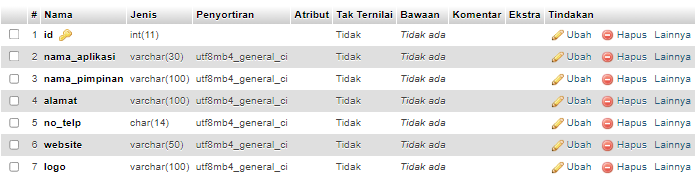 # Nama Jenis Penyortiran Atribut Tak Ternilai Bawaan Komentar Ekstra Tindakan
1 id int(11) Tidak Tidak ada Ubah Hapus Lainnya
2 nama_aplikasi varchar(30) utf8mb4_general_ci Tidak Tidak ada Ubah Hapus Lainnya
3 nama_pimpinan varchar(100) utf8mb4_general_ci Tidak Tidak ada Ubah Hapus Lainnya
4 alamat varchar(100) utf8mb4_general_ci Tidak Tidak ada Ubah Hapus Lainnya
5 no_telp char(14) utf8mb4_general_ci Tidak Tidak ada Ubah Hapus Lainnya
6 website varchar(50) utf8mb4_general_ci Tidak Tidak ada Ubah Hapus Lainnya
7 logo varchar(100) utf8mb4_general_ci Tidak Tidak ada Ubah Hapus Lainnya